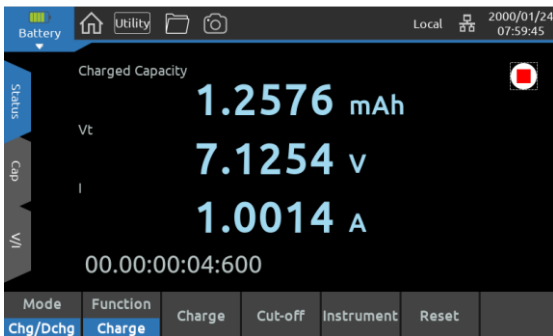 Battery Utility Local 2000/01/24
07:59:45
Status
Cap
V/I
Charged Capacity
1.2576 mAh
Vt
7.1254 V
I
1.0014 A
00.00:00:04:600
Mode Function Charge Cut-off Instrument Reset
Chg/Dchg Charge